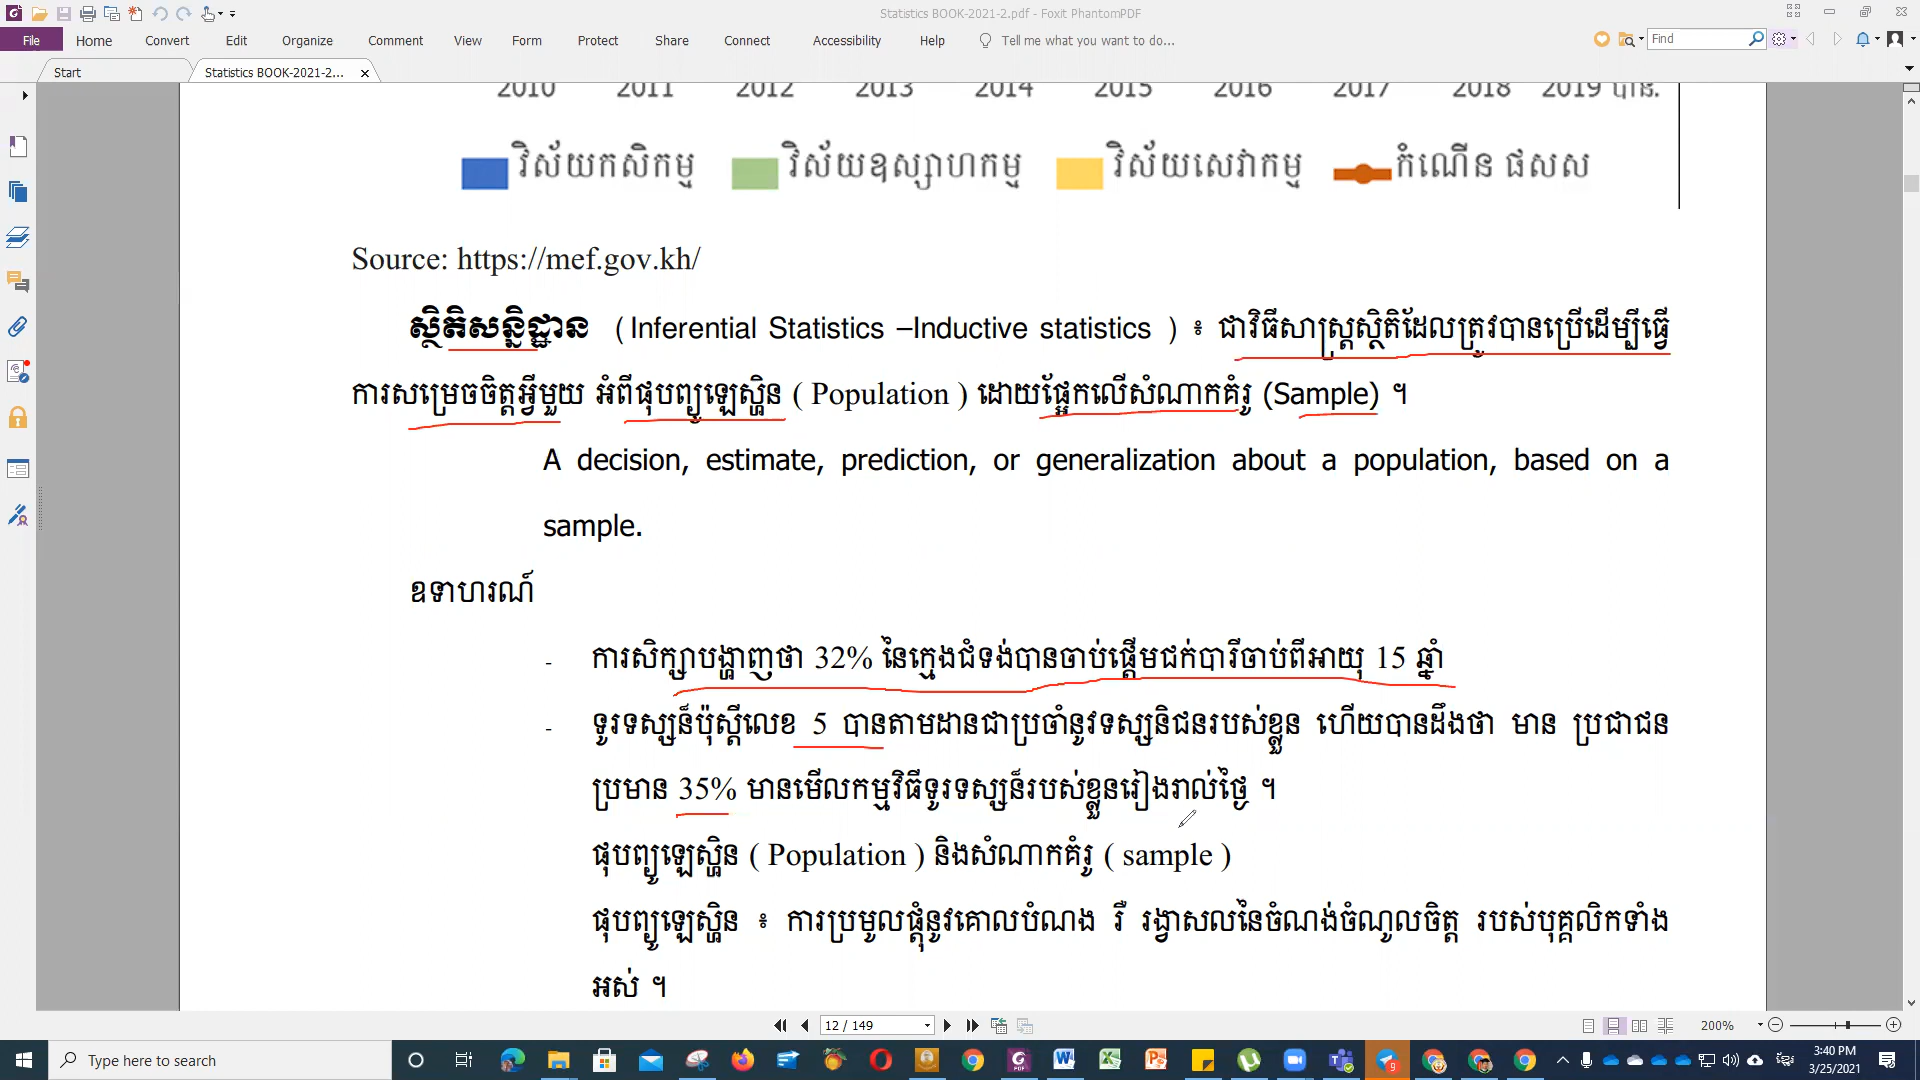 Statistics BOOK-2021-2.pdf - Foxit PhantomPDF
File Home Convert Edit Organize Comment View Form Protect Share Connect Accessibility Help Tell me what you want to do... Find
Start Statistics BOOK-2021-2...
2010 2011 2012 2013 2014 2015 2016 2017 2018 2019 បាន.
វិស័យកសិកម្ម វិស័យឧស្សាហកម្ម វិស័យសេវាកម្ម កំណើន ផសស
Source: https://mef.gov.kh/
ស្ថិតិសន្និដ្ឋាន (Inferential Statistics –Inductive statistics ) ៖ ជាវិធីសាស្ត្រស្ថិតិដែលត្រូវបានប្រើដើម្បីធ្វើ
ការសម្រេចចិត្តអ្វីមួយ អំពីផុបព្យូឡេស្ហិន ( Population ) ដោយផ្អែកលើសំណាកគំរូ (Sample) ។
A decision, estimate, prediction, or generalization about a population, based on a
sample.
ឧទាហរណ៍
- ការសិក្សាបង្ហាញថា 32% នៃក្មេងជំទង់បានចាប់ផ្តើមជក់បារីចាប់ពីអាយុ 15 ឆ្នាំ
- ទូរទស្សន៏ប៉ុស្តីលេខ 5 បានតាមដានជាប្រចាំនូវទស្សនិជនរបស់ខ្លួន ហើយបានដឹងថា មាន ប្រជាជន
ប្រមាន 35% មានមើលកម្មវិធីទូរទស្សន៏របស់ខ្លួនរៀងរាល់ថ្ងៃ ។
ផុបព្យូឡេស្ហិន ( Population ) និងសំណាកគំរូ ( sample )
ផុបព្យូឡេស្ហិន ៖ ការប្រមូលផ្តុំនូវគោលបំណង រឺ រង្វាសលនៃចំណង់ចំណូលចិត្ត របស់បុគ្គលិកទាំង
អស់ ។
12 / 149 200%
Type here to search 3:40 PM
3/25/2021